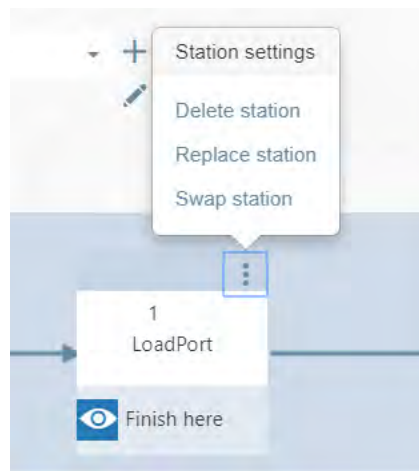 Station settings
Delete station
Replace station
Swap station
1
LoadPort
Finish here